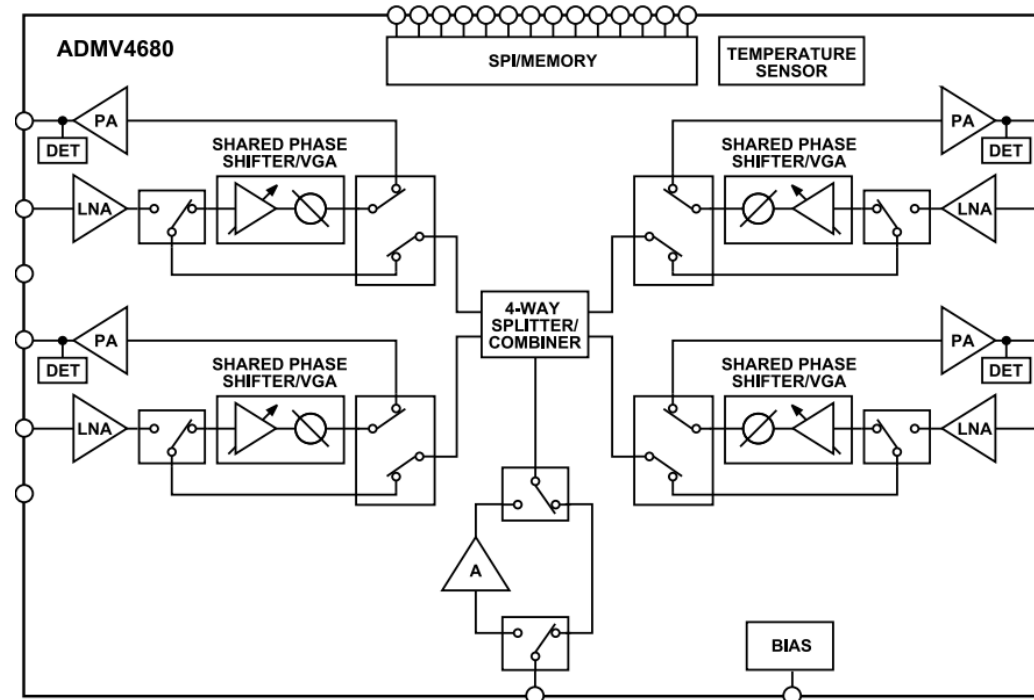 ADMV4680
SPI/MEMORY
TEMPERATURE
SENSOR
PA
DET
SHARED PHASE
SHIFTER/VGA
LNA
PA
DET
SHARED PHASE
SHIFTER/VGA
LNA
4-WAY
SPLITTER/
COMBINER
PA
DET
SHARED PHASE
SHIFTER/VGA
LNA
PA
DET
SHARED PHASE
SHIFTER/VGA
LNA
A
BIAS